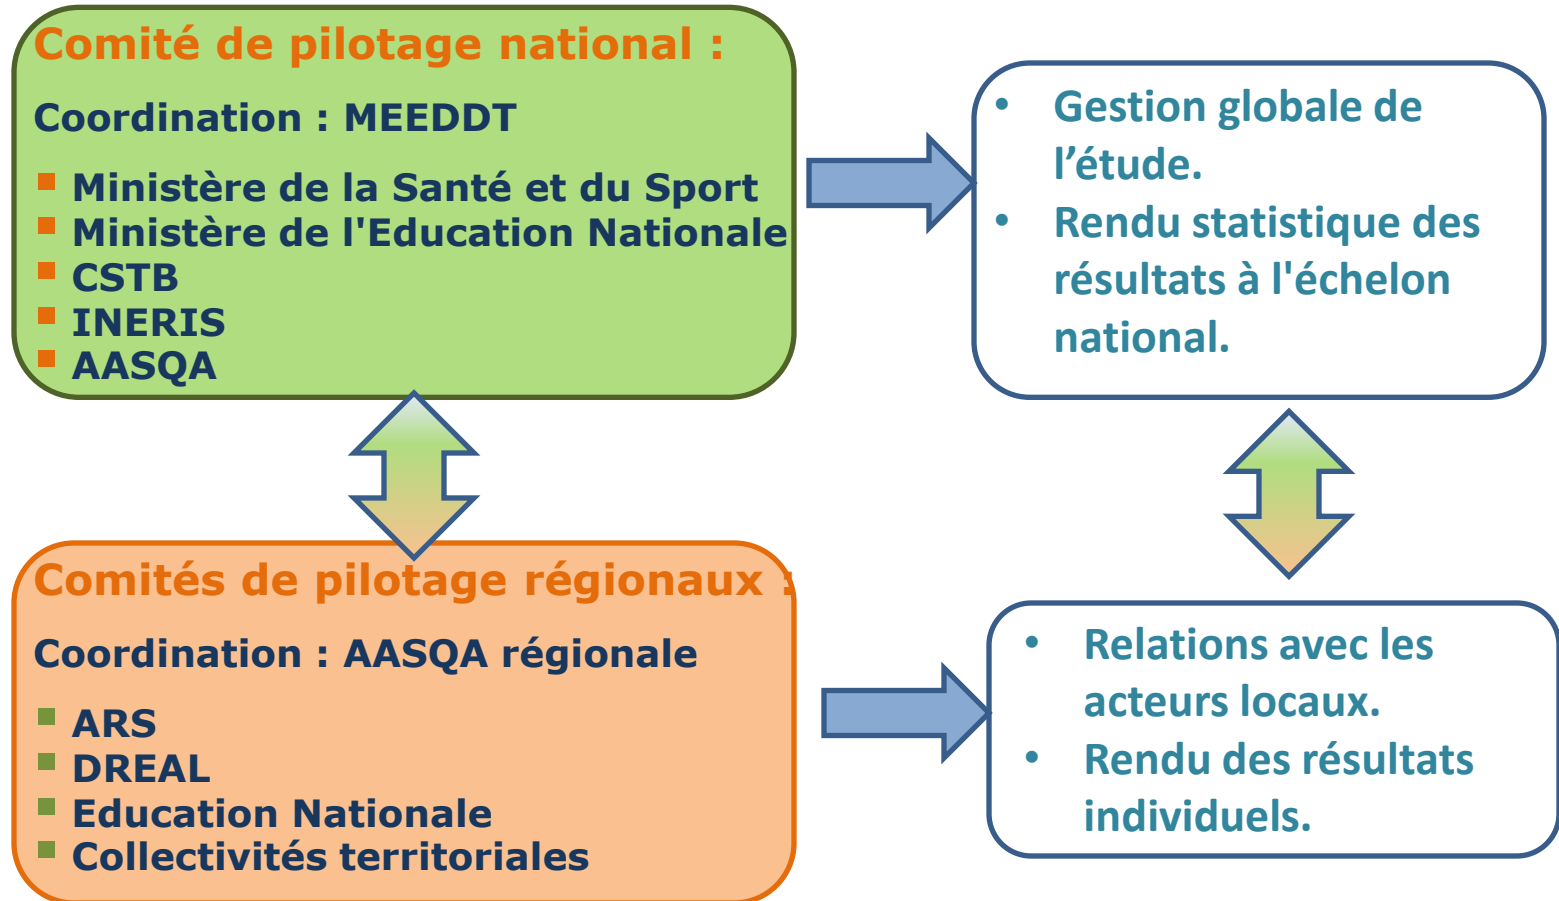 Comité de pilotage national :
Coordination : MEEDDT
▪ Ministère de la Santé et du Sport
▪ Ministère de l'Education Nationale
▪ CSTB
▪ INERIS
▪ AASQA
• Gestion globale de
l’étude.
• Rendu statistique des
résultats à l'échelon
national.
Comités de pilotage régionaux :
Coordination : AASQA régionale
▪ ARS
▪ DREAL
▪ Education Nationale
▪ Collectivités territoriales
• Relations avec les
acteurs locaux.
• Rendu des résultats
individuels.